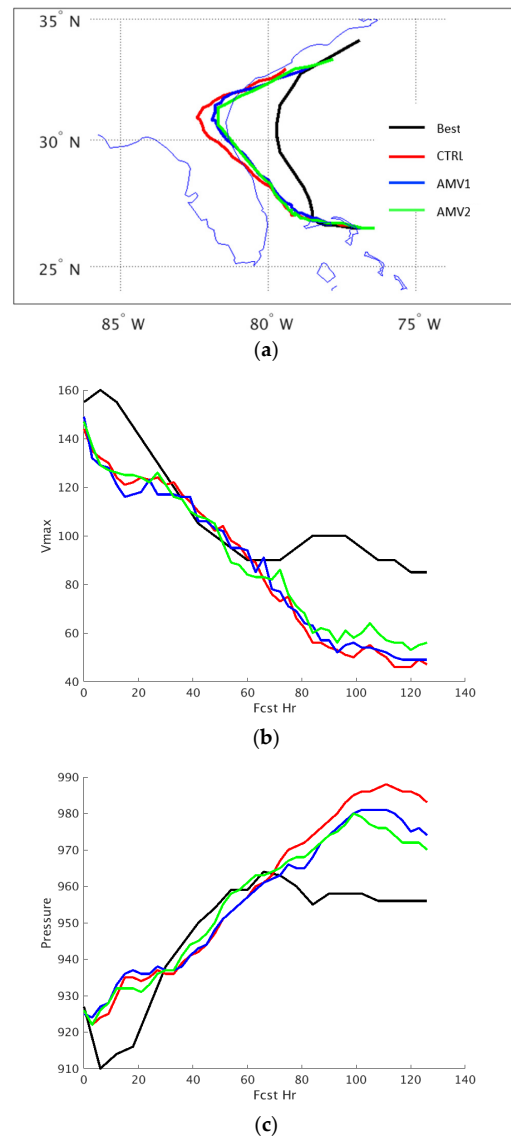 35° N
30° N
25° N
Best
CTRL
AMV1
AMV2
85° W
80° W
75° W
(a)
160
140
120
100
80
60
40
Vmax
0
20
40
60
80
100
120
140
Fcst Hr
(b)
990
980
970
960
950
940
930
920
910
Pressure
0
20
40
60
80
100
120
140
Fcst Hr
(c)